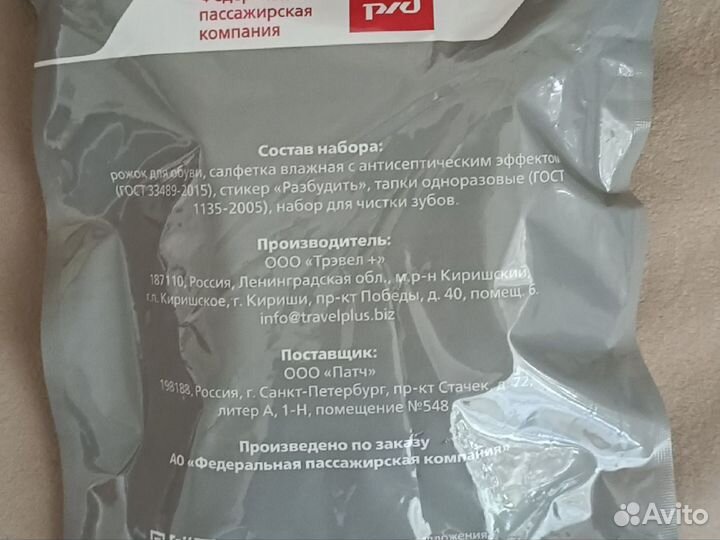 пассажирская
компания
РЖД
Состав набора:
рожок для обуви, салфетка влажная с антисептическим эффекто
(ГОСТ 33489-2015), стикер «Разбудить», тапки одноразовые (ГОСТ
1135-2005), набор для чистки зубов.
Производитель:
ООО «Трэвел +»
187110, Россия, Ленинградская обл., м.р-н Киришский,
г.п. Киришское, г. Кириши, пр-кт Победы, д. 40, помещ. 6.
info@travelplus.biz
Поставщик:
ООО «Патч»
198188, Россия, г. Санкт-Петербург, пр-кт Стачек, д. 72,
литер А, 1-Н, помещение №548
Произведено по заказу
АО «Федеральная пассажирская компания»
Avito